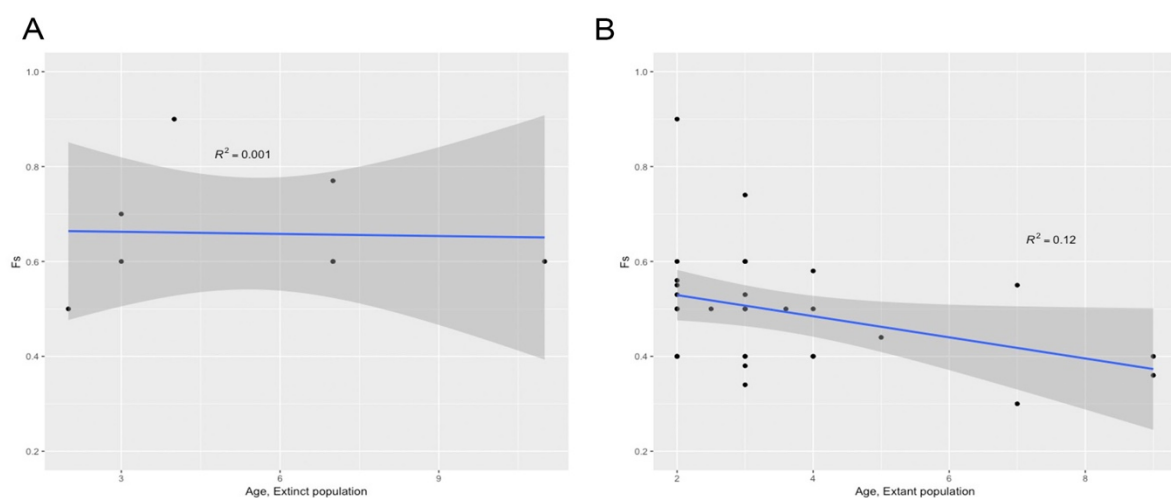 A
1.0
0.8
0.6
0.4
0.2
Fs
R² = 0.001
3
6
9
Age, Extinct population
B
1.0
0.8
0.6
0.4
0.2
Fs
R² = 0.12
2
4
6
8
Age, Extant population